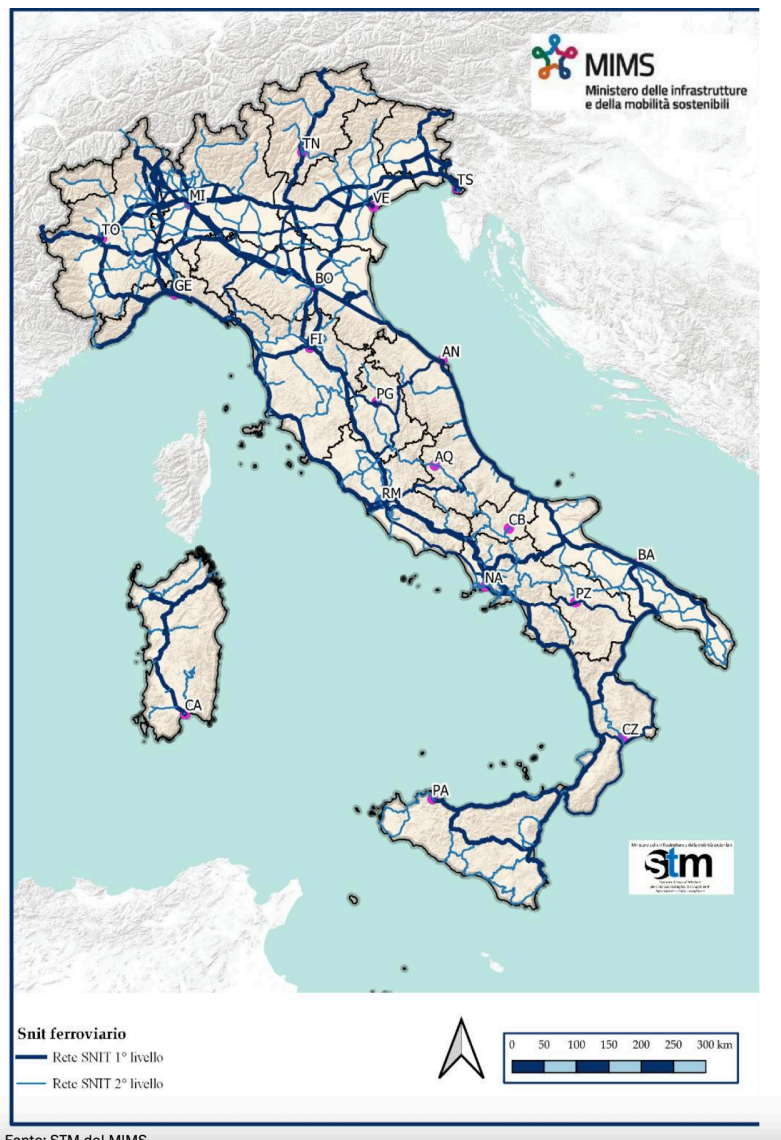 MIMS
Ministero delle infrastrutture
e della mobilità sostenibili
TN
TS
MI
VE
TO
BO
GE
FI
AN
PG
AQ
RM
CB
BA
NA
PZ
CA
CZ
PA
stm
Snit ferroviario
Rete SNIT 1° livello
Rete SNIT 2° livello
0 50 100 150 200 250 300 km
Fonte: STM del MIMS